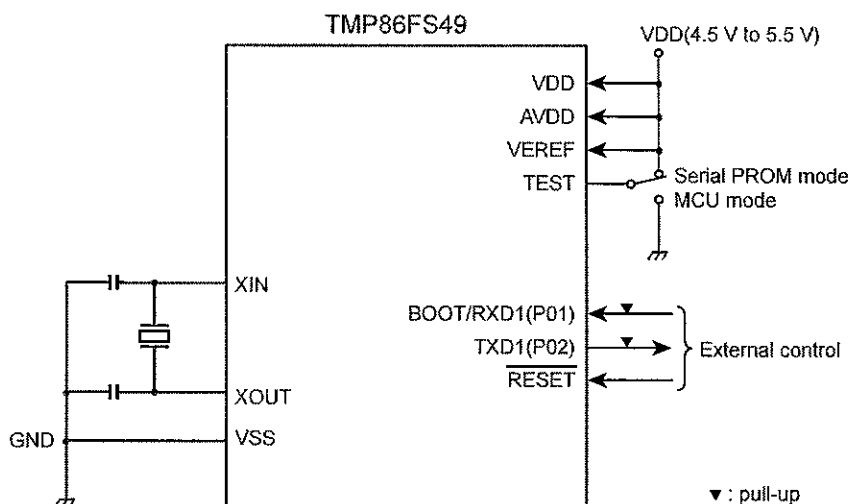 TMP86FS49
VDD(4.5 V to 5.5 V)
VDD
AVDD
VEREF
TEST
Serial PROM mode
MCU mode
XIN
BOOT/RXD1(P01)
TXD1(P02)
External control
RESET
XOUT
GND
VSS
▼ : pull-up